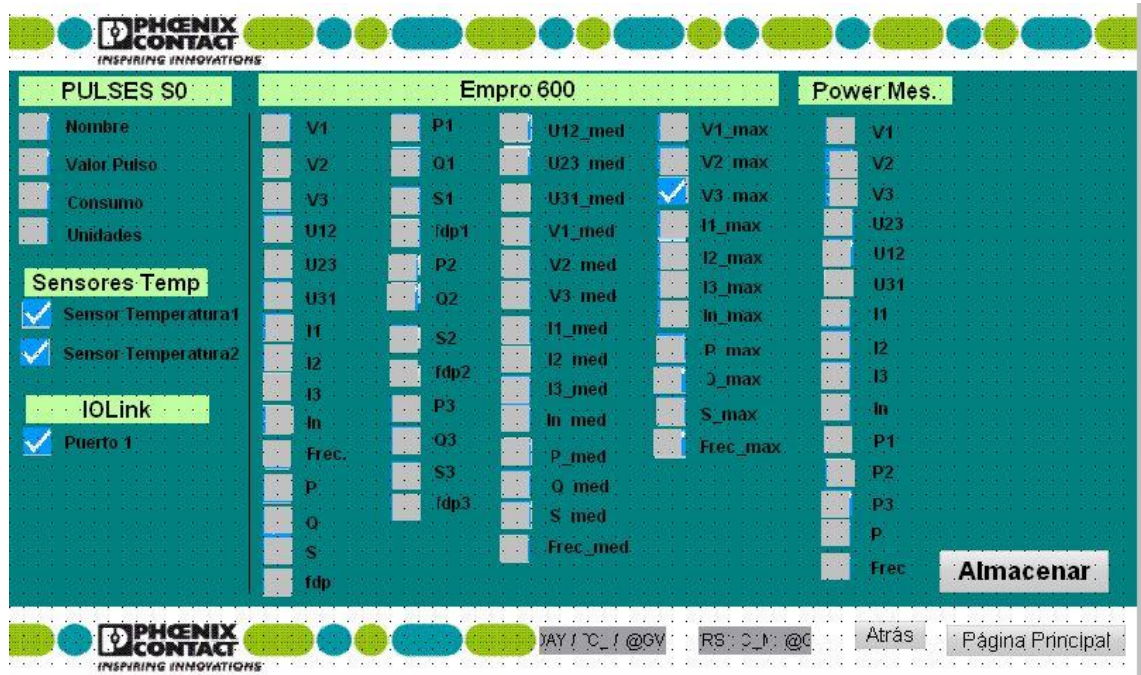 PHŒNIX
CONTACT
INSPIRING INNOVATIONS
PULSES S0
Nombre
Valor Pulso
Consumo
Unidades
Sensores Temp
Sensor Temperatura1
Sensor Temperatura2
IOLink
Puerto 1
Empro 600
V1
V2
V3
U12
U23
U31
I1
I2
I3
In
Frec.
P
Q
S
fdp
P1
Q1
S1
fdp1
P2
Q2
S2
fdp2
P3
Q3
S3
fdp3
U12_med
U23_med
U31_med
V1_med
V2_med
V3_med
I1_med
I2_med
I3_med
In_med
P_med
Q_med
S_med
Frec_med
V1_max
V2_max
V3_max
I1_max
I2_max
I3_max
In_max
P_max
Q_max
S_max
Frec_max
Power Mes.
V1
V2
V3
U23
U12
U31
I1
I2
I3
In
P1
P2
P3
P
Frec
Almacenar
PHŒNIX
CONTACT
INSPIRING INNOVATIONS
@GV
Atrás
Página Principal